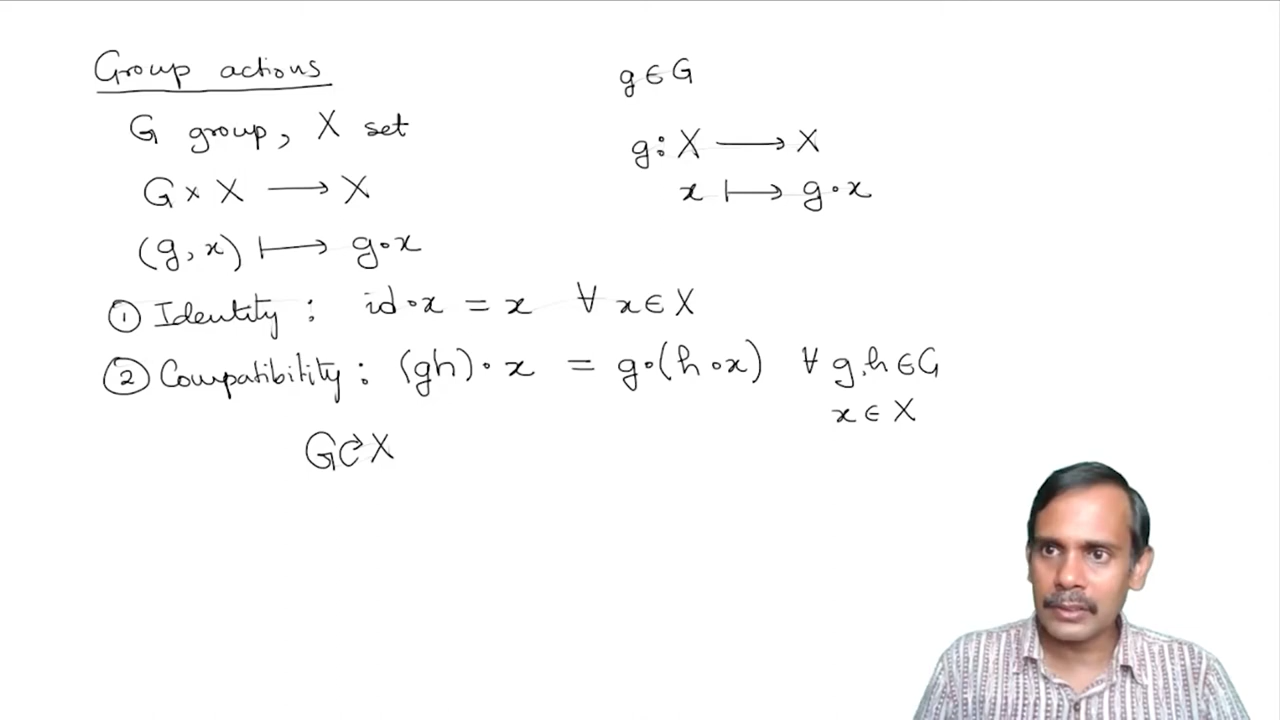 Group actions
G group, X set
G × X ⟶ X
(g, x) ⟼ g·x
g ∈ G
g: X ⟶ X
x ⟼ g·x
① Identity : id·x = x ∀ x ∈ X
② Compatibility : (gh)·x = g·(h·x) ∀ g,h ∈ G
x ∈ X
G ↻ X